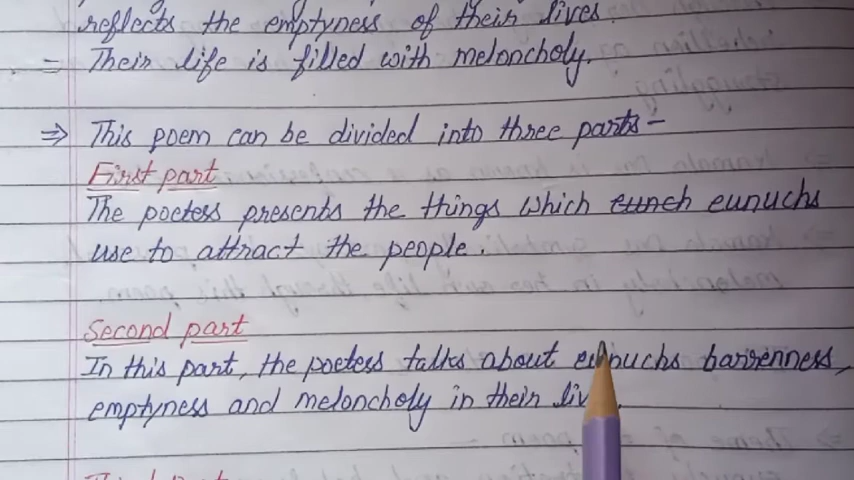 reflects the emptyness of their lives.
= Their life is filled with meloncholy.
⇒ This poem can be divided into three parts-
First part
The poetess presents the things which eunch eunuchs
use to attract the people.
Second part
In this part, the poetess talks about eunuchs barrenness,
emptyness and meloncholy in their